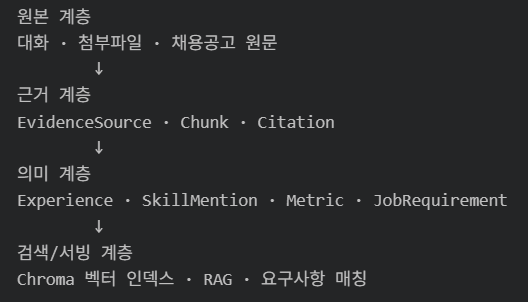 원본 계층
대화 · 첨부파일 · 채용공고 원문
↓
근거 계층
EvidenceSource · Chunk · Citation
↓
의미 계층
Experience · SkillMention · Metric · JobRequirement
↓
검색/서빙 계층
Chroma 벡터 인덱스 · RAG · 요구사항 매칭